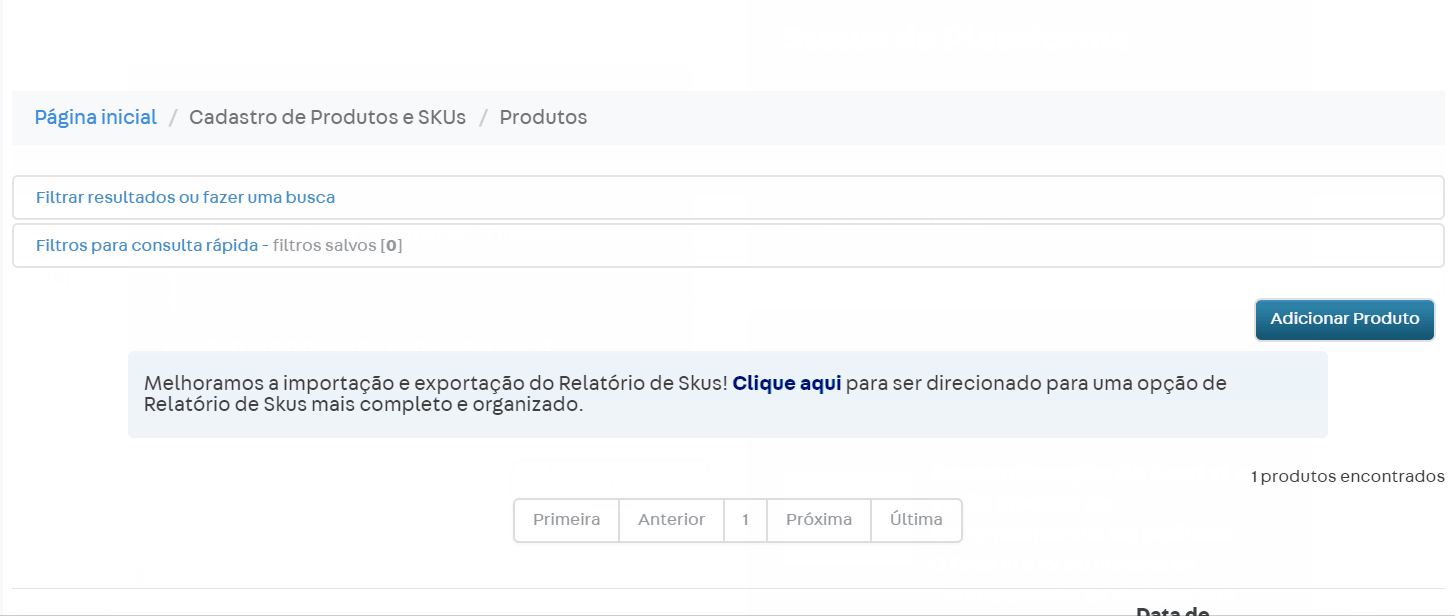 Página inicial / Cadastro de Produtos e SKUs / Produtos
Filtrar resultados ou fazer uma busca
Filtros para consulta rápida - filtros salvos [0]
Adicionar Produto
Melhoramos a importação e exportação do Relatório de Skus! Clique aqui para ser direcionado para uma opção de
Relatório de Skus mais completo e organizado.
1 produtos encontrados
Primeira Anterior 1 Próxima Última
Data de